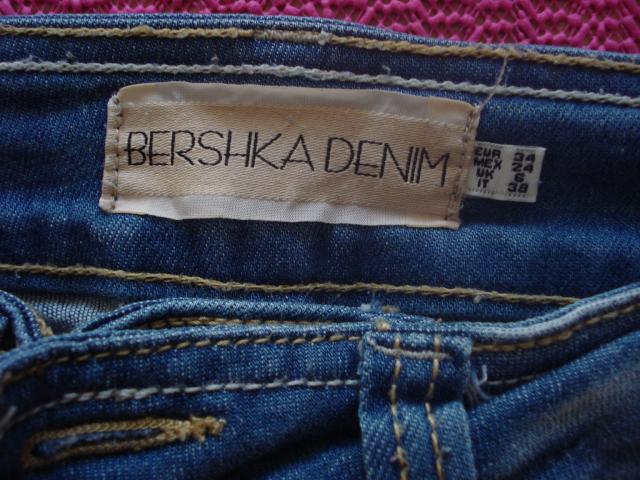 BERSHKA DENIM
EUR 34
MEX 24
UK 6
IT 38